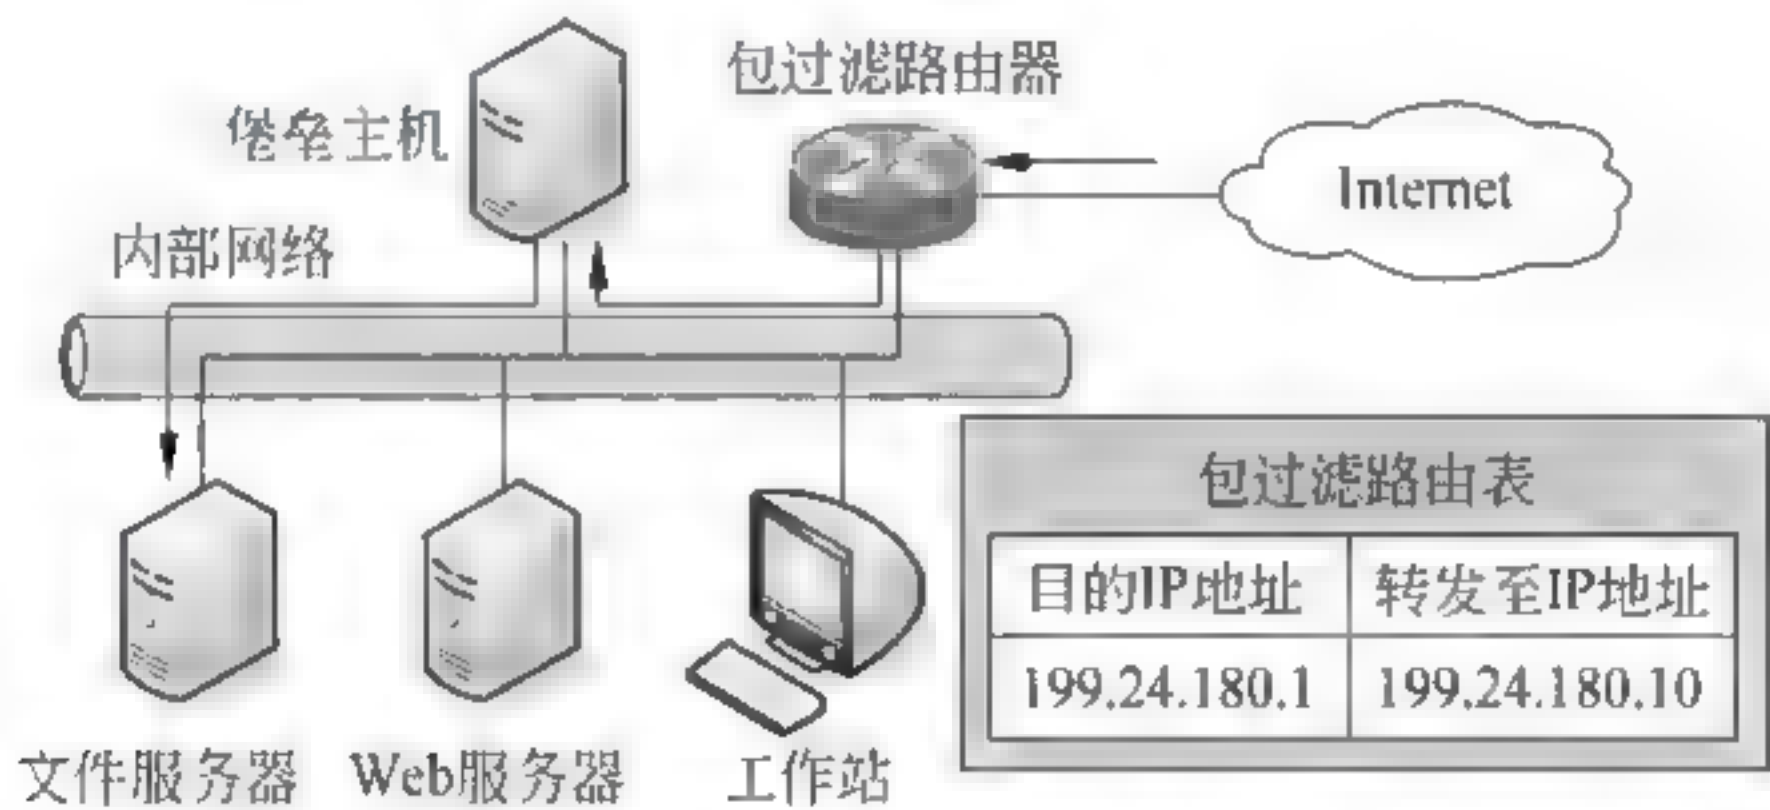 包过滤路由器
堡垒主机
Internet
内部网络
包过滤路由表
目的IP地址 转发至IP地址
199.24.180.1 199.24.180.10
文件服务器 Web服务器 工作站